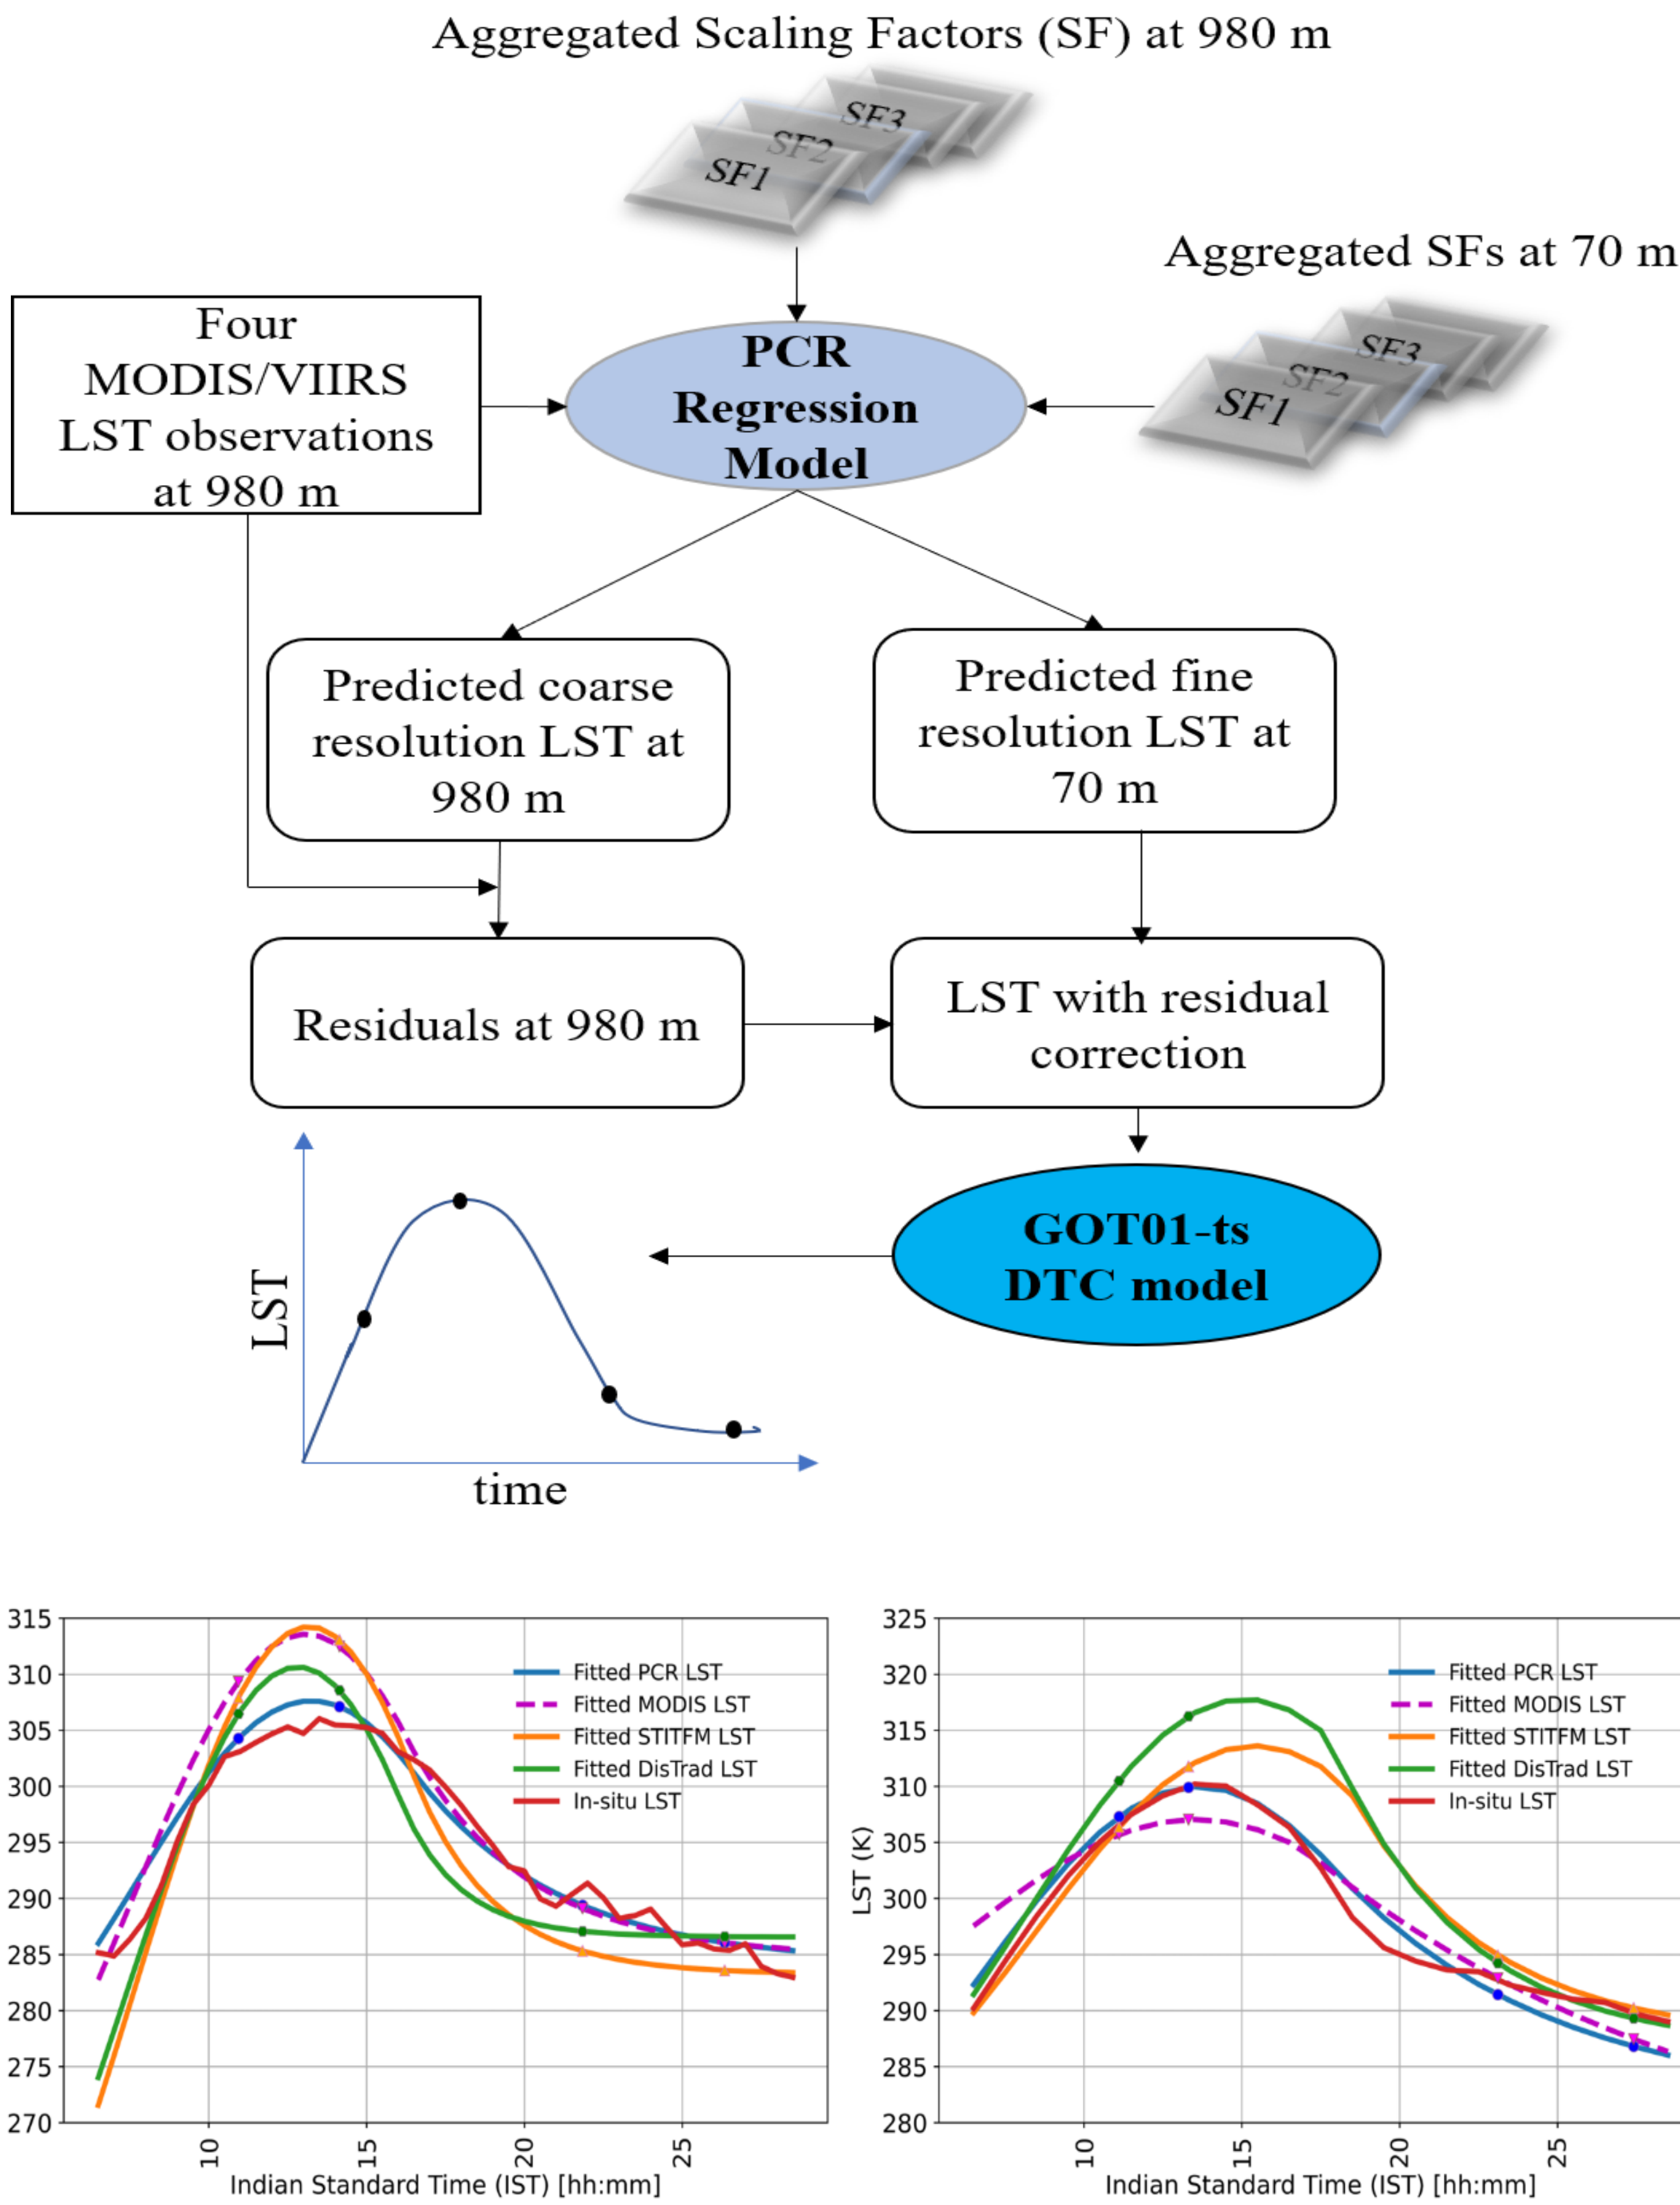 Aggregated Scaling Factors (SF) at 980 m
SF3
SF2
SF1
Aggregated SFs at 70 m
SF3
SF2
SF1
Four
MODIS/VIIRS
LST observations
at 980 m
PCR
Regression
Model
Predicted coarse
resolution LST at
980 m
Predicted fine
resolution LST at
70 m
Residuals at 980 m
LST with residual
correction
GOT01-ts
DTC model
LST
time
315
310
305
300
295
290
285
280
275
270
Fitted PCR LST
Fitted MODIS LST
Fitted STITFM LST
Fitted DisTrad LST
In-situ LST
10
15
20
25
Indian Standard Time (IST) [hh:mm]
LST (K)
325
320
315
310
305
300
295
290
285
280
Fitted PCR LST
Fitted MODIS LST
Fitted STITFM LST
Fitted DisTrad LST
In-situ LST
10
15
20
25
Indian Standard Time (IST) [hh:mm]